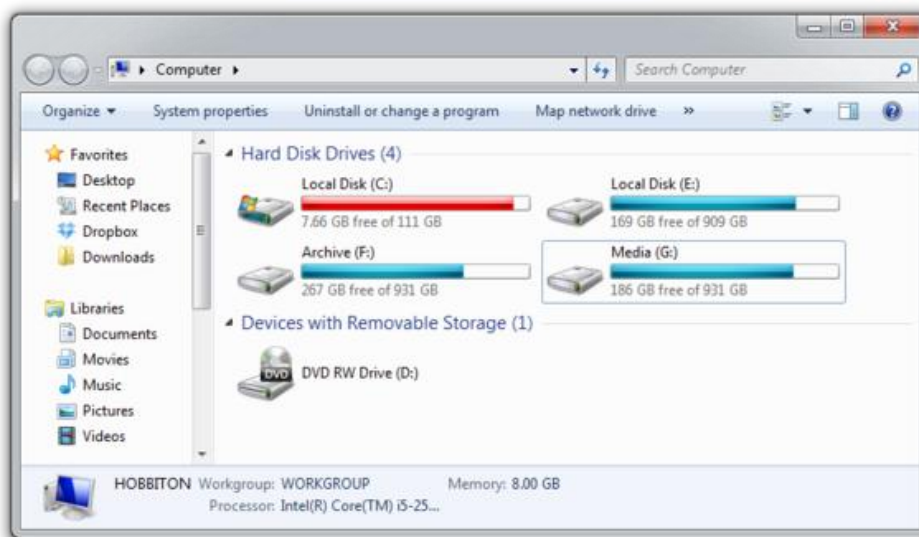 Computer
Search Computer
Organize System properties Uninstall or change a program Map network drive »
Favorites
Desktop
Recent Places
Dropbox
Downloads
Libraries
Documents
Movies
Music
Pictures
Videos
Hard Disk Drives (4)
Local Disk (C:)
7.66 GB free of 111 GB
Local Disk (E:)
169 GB free of 909 GB
Archive (F:)
267 GB free of 931 GB
Media (G:)
186 GB free of 931 GB
Devices with Removable Storage (1)
DVD
DVD RW Drive (D:)
HOBBITON Workgroup: WORKGROUP Memory: 8.00 GB
Processor: Intel(R) Core(TM) i5-25...